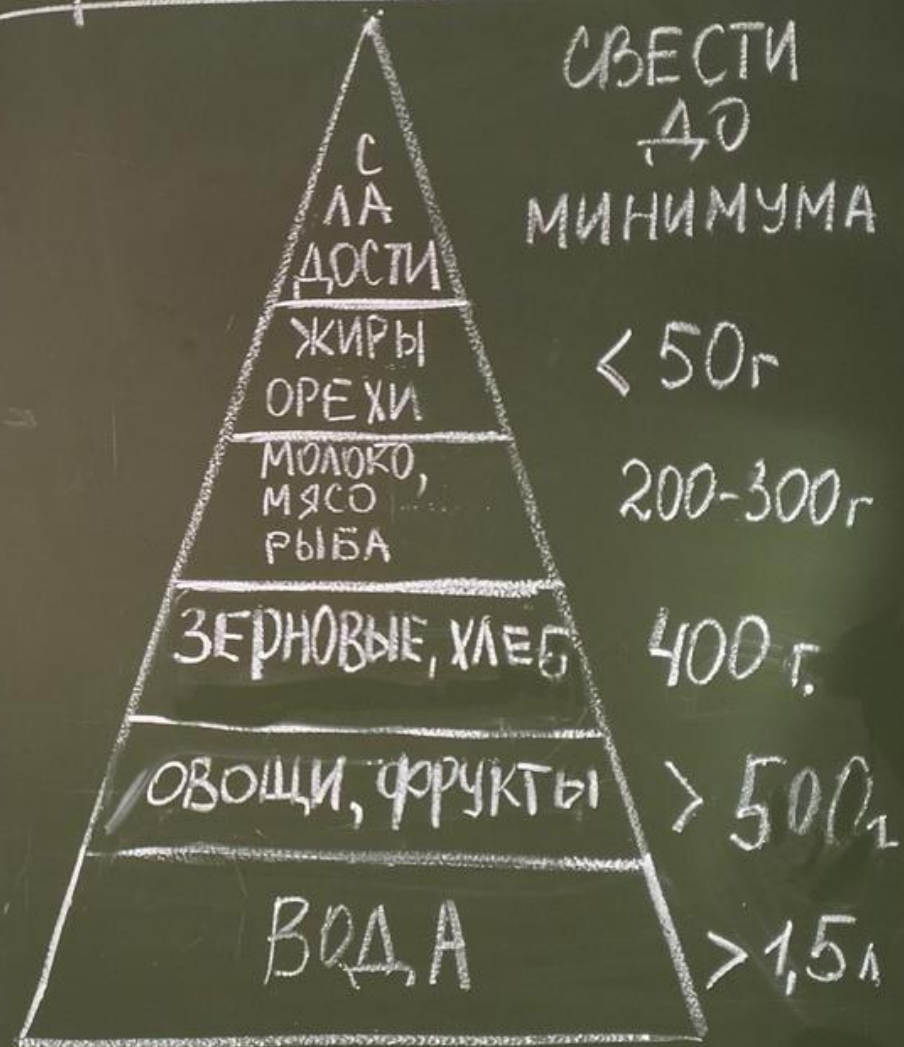 С
ЛА
ДОСТИ
СВЕСТИ
ДО
МИНИМУМА
ЖИРЫ
ОРЕХИ
< 50г
МОЛОКО,
МЯСО
РЫБА
200-300г
ЗЕРНОВЫЕ, ХЛЕБ
400 г.
ОВОЩИ, ФРУКТЫ
> 500г
ВОДА
>1,5л